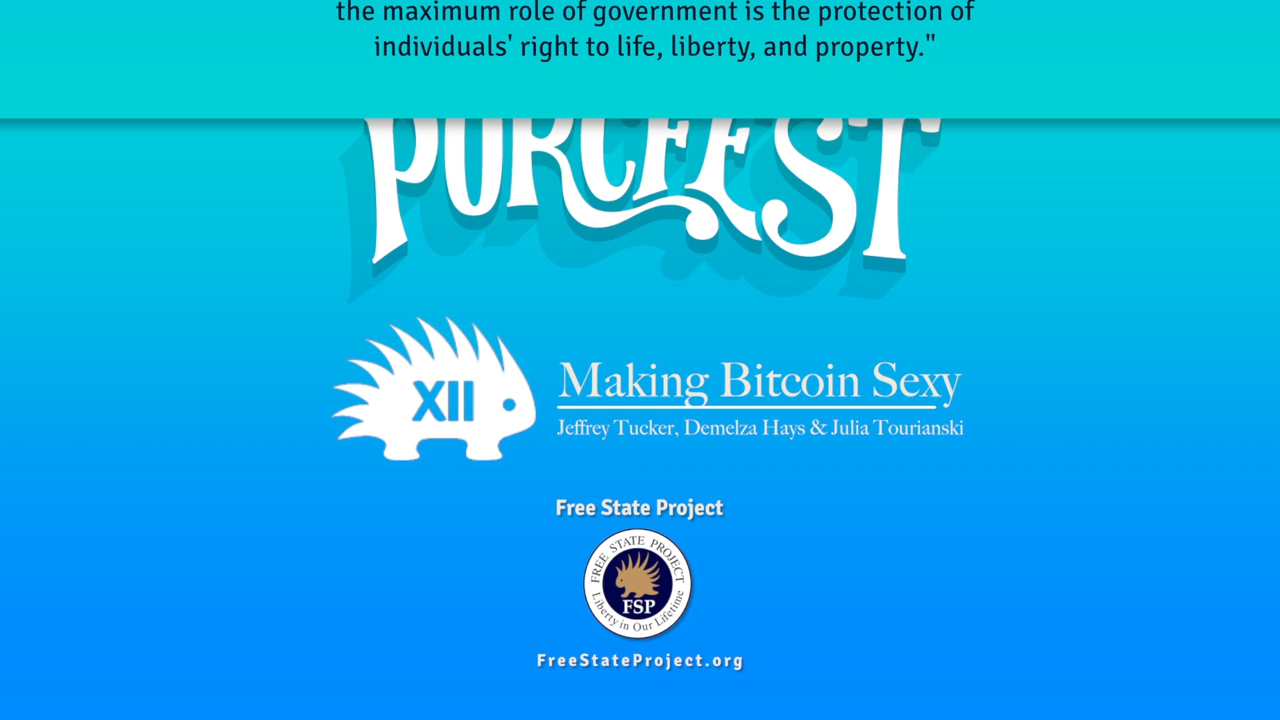 the maximum role of government is the protection of
individuals' right to life, liberty, and property."
PORCFEST
XII
Making Bitcoin Sexy
Jeffrey Tucker, Demelza Hays & Julia Tourianski
Free State Project
FREE STATE PROJECT
FSP
Liberty in Our Lifetime
FreeStateProject.org